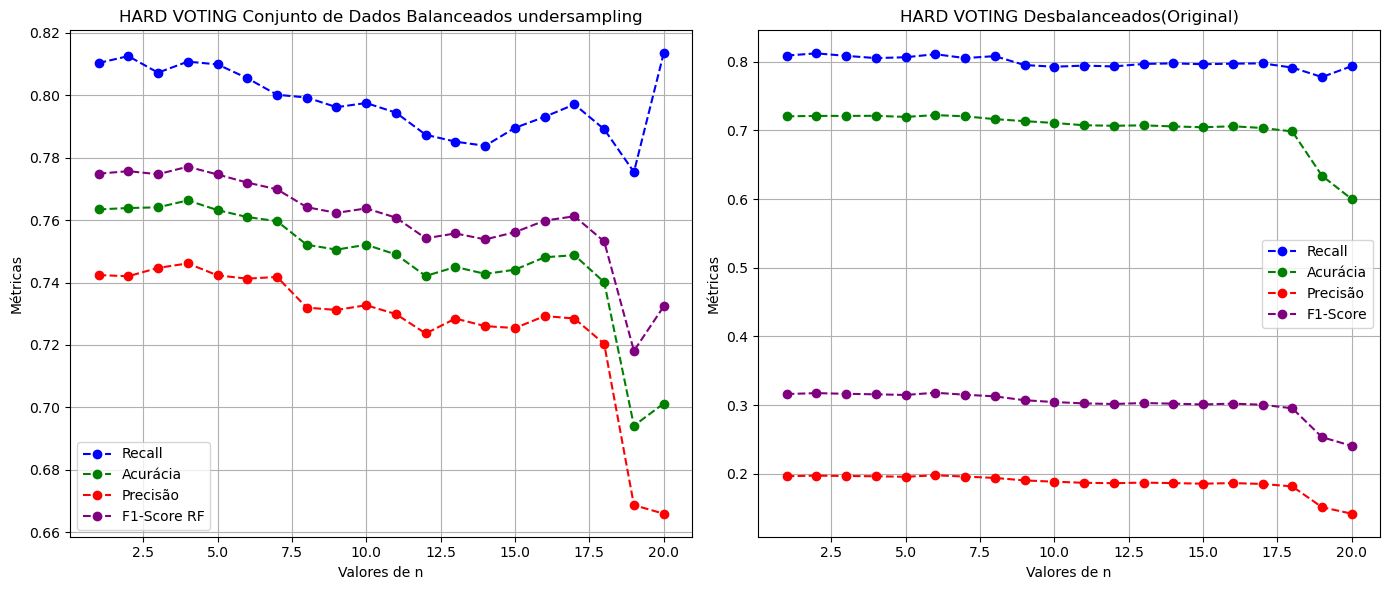 HARD VOTING Conjunto de Dados Balanceados undersampling
0.82
0.80
0.78
0.76
0.74
0.72
0.70
0.68
0.66
Métricas
Recall
Acurácia
Precisão
F1-Score RF
2.5 5.0 7.5 10.0 12.5 15.0 17.5 20.0
Valores de n
HARD VOTING Desbalanceados(Original)
0.8
0.7
0.6
0.5
0.4
0.3
0.2
Métricas
Recall
Acurácia
Precisão
F1-Score
2.5 5.0 7.5 10.0 12.5 15.0 17.5 20.0
Valores de n